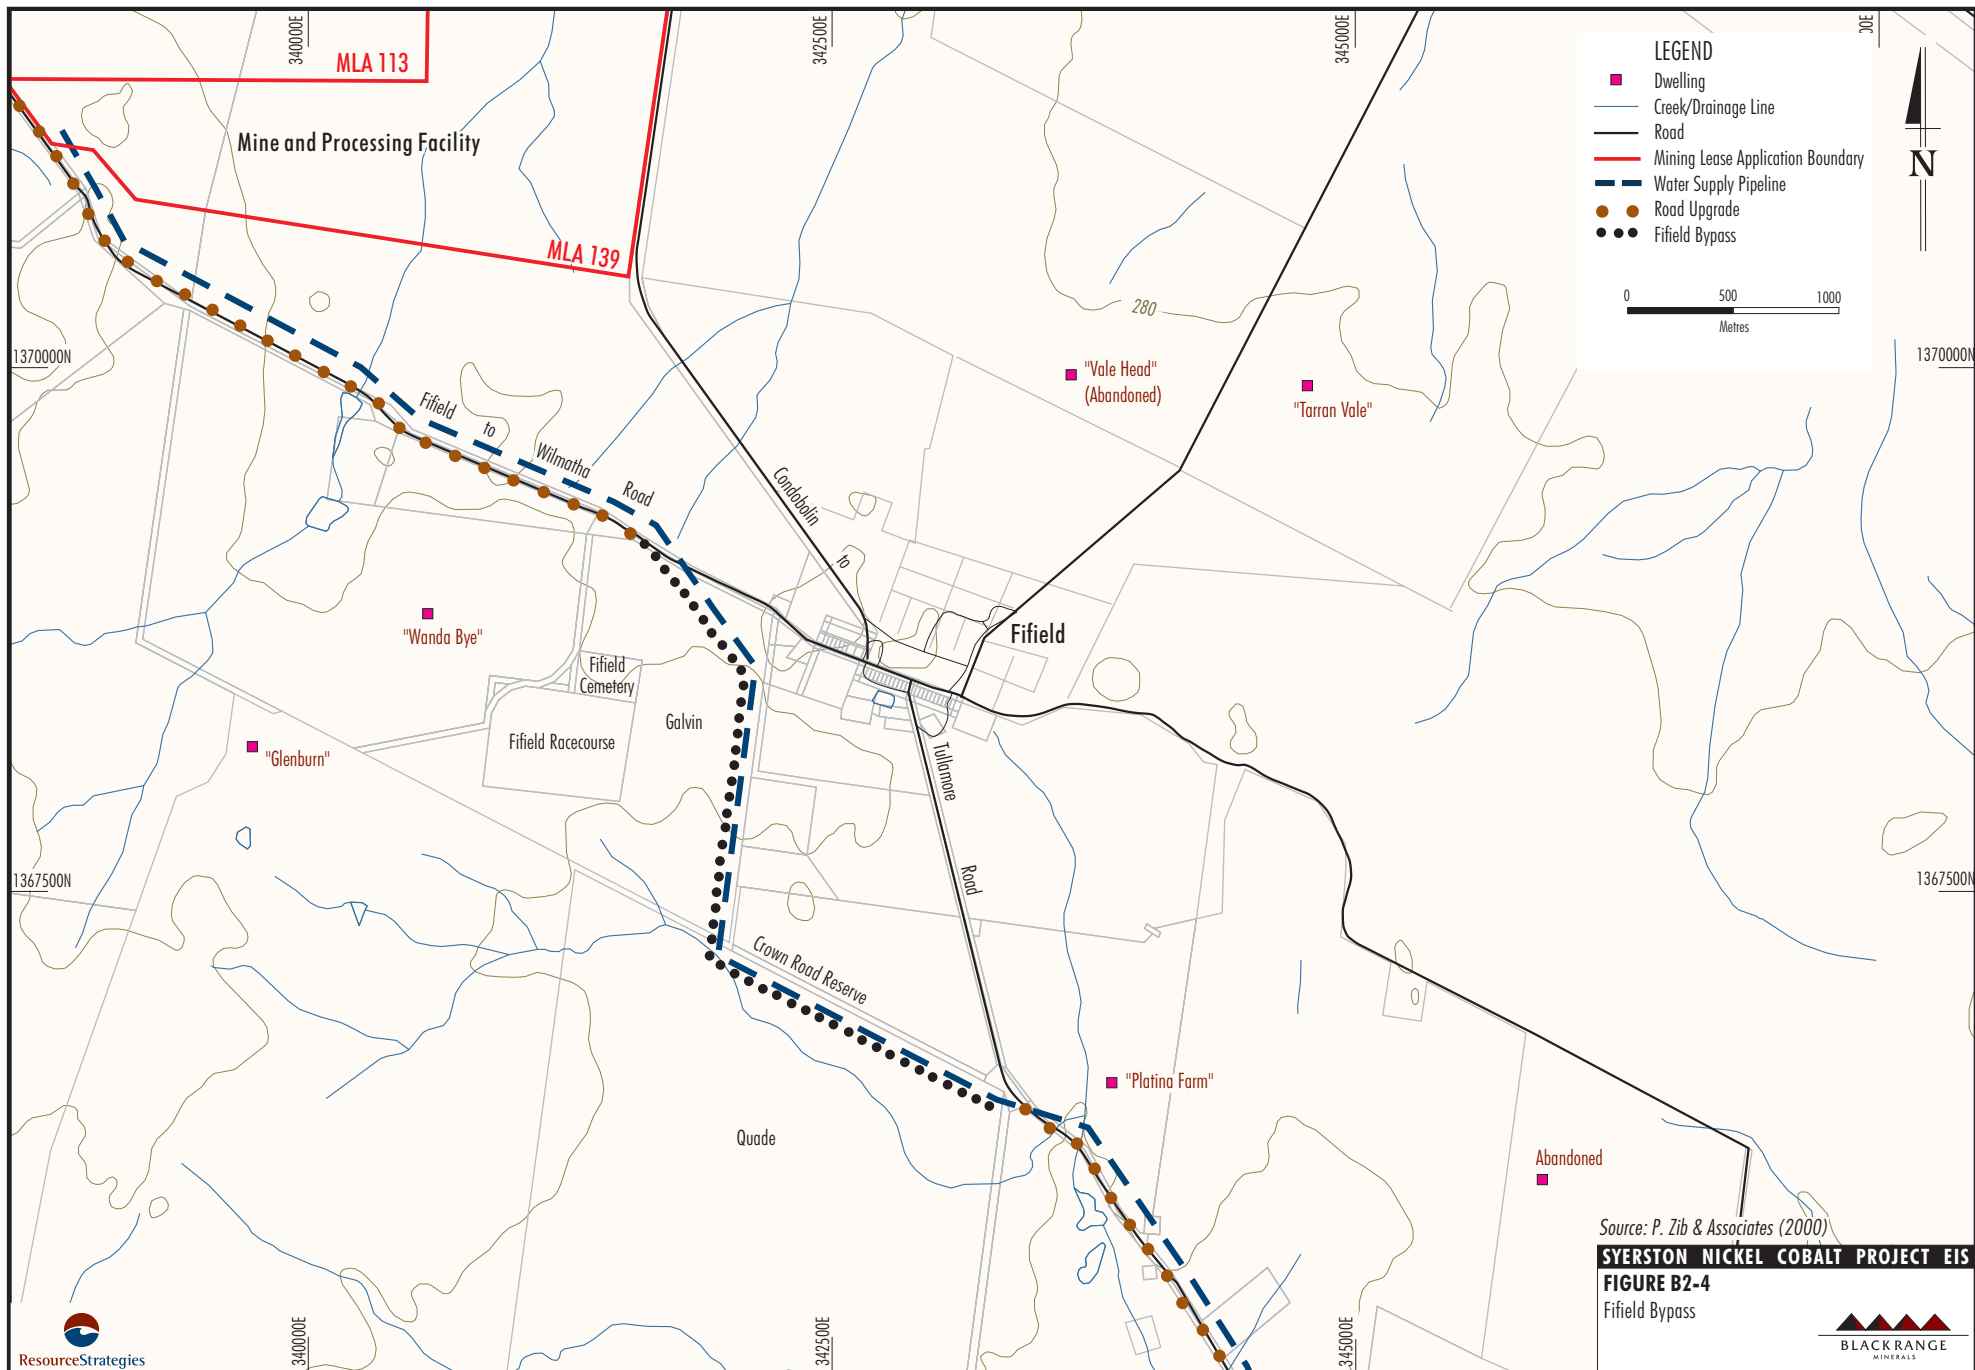 340000E
342500E
345000E
00E
MLA 113
Mine and Processing Facility
MLA 139
LEGEND
Dwelling
Creek/Drainage Line
Road
Mining Lease Application Boundary
Water Supply Pipeline
Road Upgrade
Fifield Bypass
N
0 500 1000
Metres
280
1370000N
1370000N
"Vale Head"
(Abandoned)
"Tarran Vale"
Fifield
to
Wilmatha
Road
Condobolin
to
Tullamore
Road
Fifield
"Wanda Bye"
Fifield
Cemetery
Galvin
Fifield Racecourse
"Glenburn"
1367500N
1367500N
Crown Road Reserve
"Platina Farm"
Quade
Abandoned
Source: P. Zib & Associates (2000)
SYERSTON NICKEL COBALT PROJECT EIS
FIGURE B2-4
Fifield Bypass
BLACK RANGE
MINERALS
ResourceStrategies
340000E
342500E
345000E